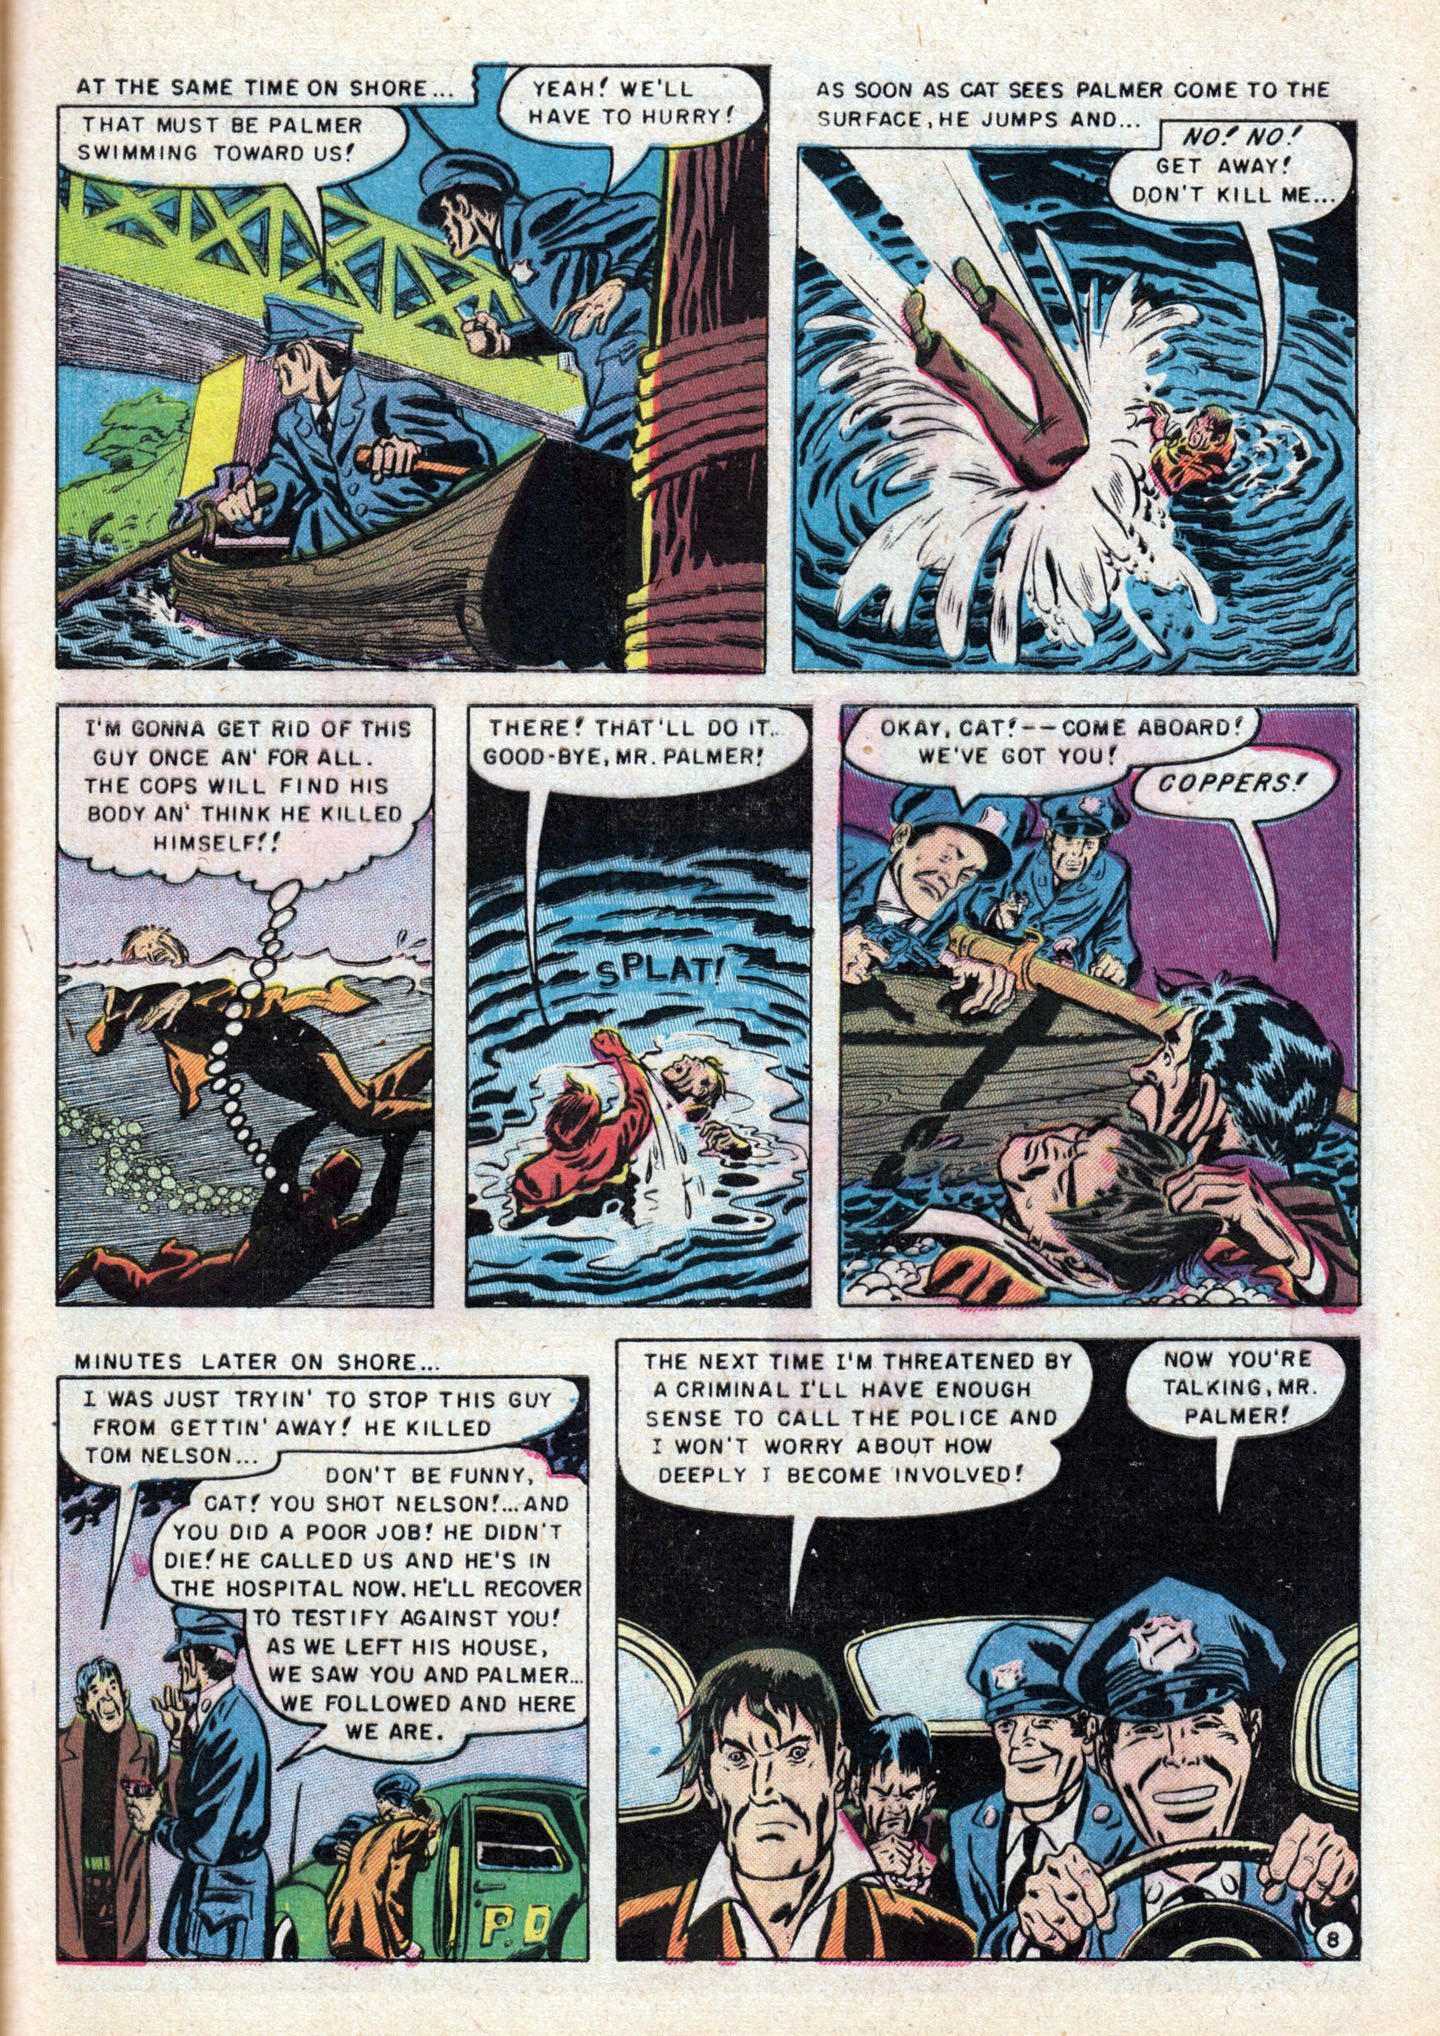 AT THE SAME TIME ON SHORE...
THAT MUST BE PALMER
SWIMMING TOWARD US!
YEAH! WE'LL
HAVE TO HURRY!
AS SOON AS CAT SEES PALMER COME TO THE
SURFACE, HE JUMPS AND...
NO! NO!
GET AWAY!
DON'T KILL ME...
I'M GONNA GET RID OF THIS
GUY ONCE AN' FOR ALL.
THE COPS WILL FIND HIS
BODY AN' THINK HE KILLED
HIMSELF!!
THERE! THAT'LL DO IT...
GOOD-BYE, MR. PALMER!
SPLAT!
OKAY, CAT!-- COME ABOARD!
WE'VE GOT YOU!
COPPERS!
MINUTES LATER ON SHORE...
I WAS JUST TRYIN' TO STOP THIS GUY
FROM GETTIN' AWAY! HE KILLED
TOM NELSON...
DON'T BE FUNNY,
CAT! YOU SHOT NELSON!...AND
YOU DID A POOR JOB! HE DIDN'T
DIE! HE CALLED US AND HE'S IN
THE HOSPITAL NOW. HE'LL RECOVER
TO TESTIFY AGAINST YOU!
AS WE LEFT HIS HOUSE,
WE SAW YOU AND PALMER...
WE FOLLOWED AND HERE
WE ARE.
P.D
THE NEXT TIME I'M THREATENED BY
A CRIMINAL I'LL HAVE ENOUGH
SENSE TO CALL THE POLICE AND
I WON'T WORRY ABOUT HOW
DEEPLY I BECOME INVOLVED!
NOW YOU'RE
TALKING, MR.
PALMER!
8